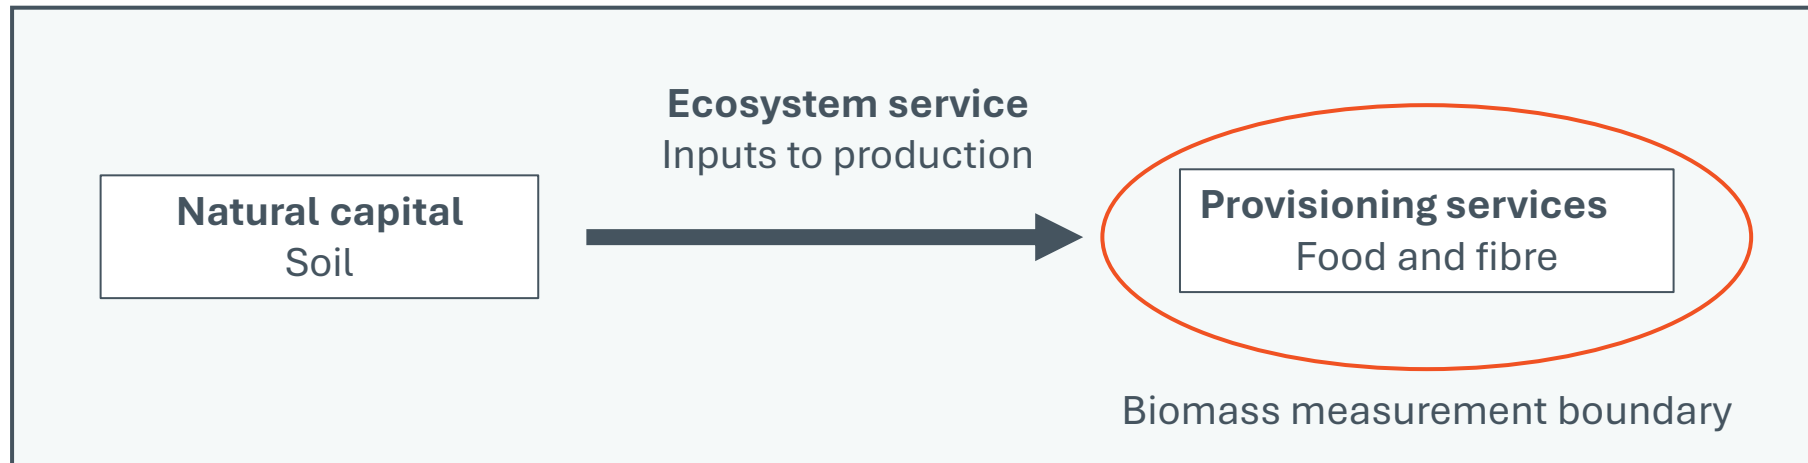 Ecosystem service
Inputs to production
Natural capital
Soil
Provisioning services
Food and fibre
Biomass measurement boundary